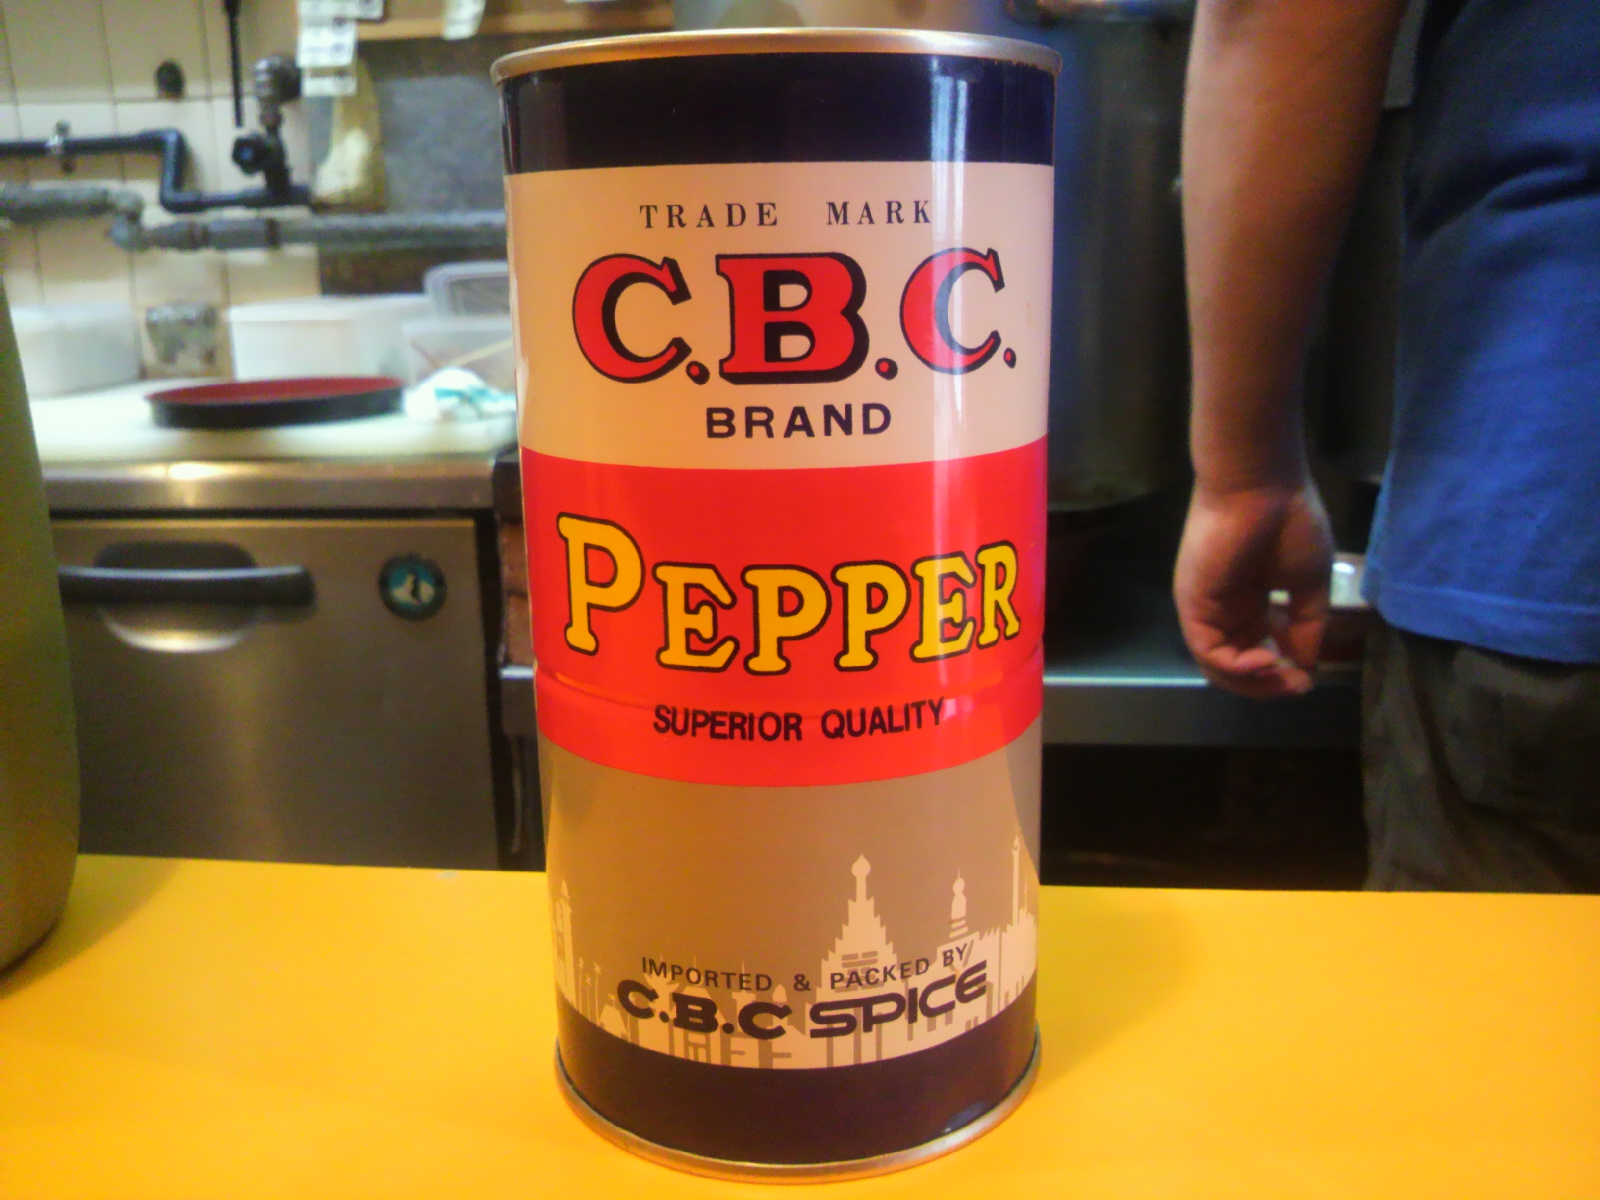 TRADE MARK
C.B.C.
BRAND
PEPPER
SUPERIOR QUALITY
IMPORTED & PACKED BY
C.B.C SPICE